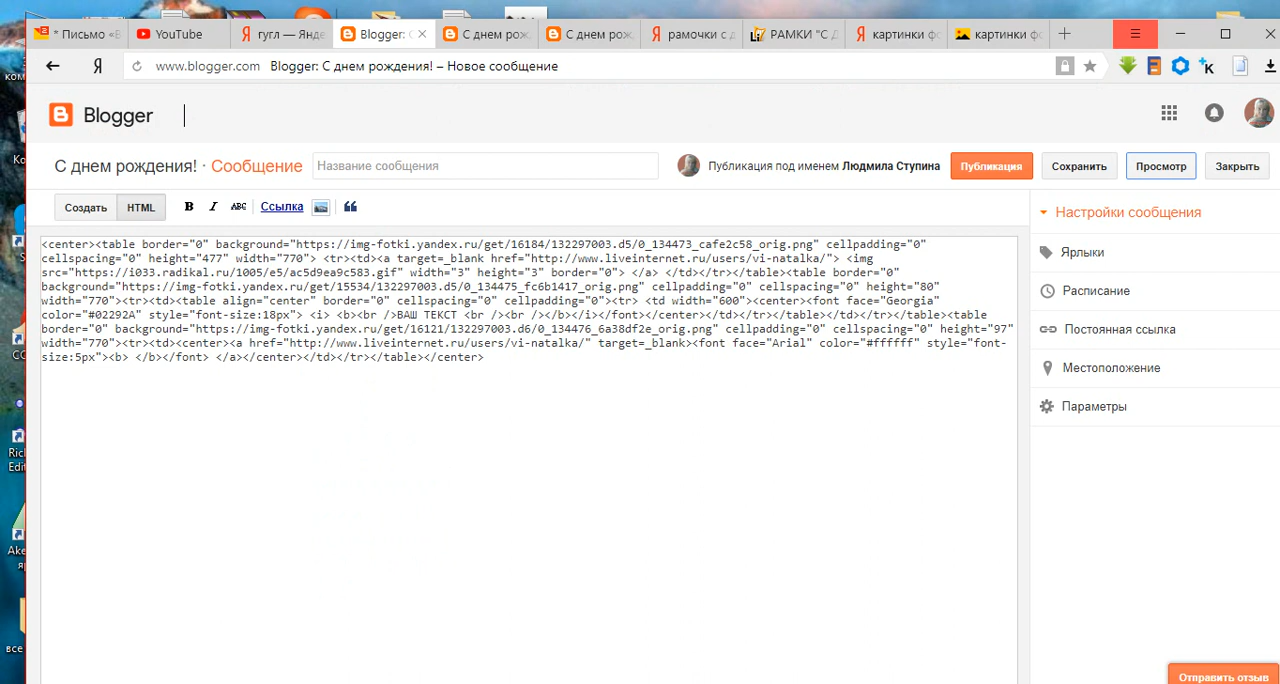 * Письмо «В
YouTube
гугл — Янде
Blogger: С
С днем рож
С днем рож
рамочки с д
РАМКИ "С Д
картинки фо
картинки фо
www.blogger.com Blogger: С днем рождения! – Новое сообщение
Blogger
С днем рождения! · Сообщение
Название сообщения
Публикация под именем Людмила Ступина
Публикация
Сохранить
Просмотр
Закрыть
Создать
HTML
B I ABC Ссылка
<center><table border="0" background="https://img-fotki.yandex.ru/get/16184/132297003.d5/0_134473_cafe2c58_orig.png" cellpadding="0"
cellspacing="0" height="477" width="770"> <tr><td><a target=_blank href="http://www.liveinternet.ru/users/vi-natalka/"> <img
src="https://i033.radikal.ru/1005/e5/ac5d9ea9c583.gif" width="3" height="3" border="0"> </a> </td></tr></table><table border="0"
background="https://img-fotki.yandex.ru/get/15534/132297003.d5/0_134475_fc6b1417_orig.png" cellpadding="0" cellspacing="0" height="80"
width="770"><tr><td><table align="center" border="0" cellspacing="0" cellpadding="0"><tr> <td width="600"><center><font face="Georgia"
color="#02292A" style="font-size:18px"> <i> <b><br />ВАШ ТЕКСТ <br /><br /></b></i></font></center></td></tr></table></td></tr></table><table
border="0" background="https://img-fotki.yandex.ru/get/16121/132297003.d6/0_134476_6a38df2e_orig.png" cellpadding="0" cellspacing="0" height="97"
width="770"><tr><td><center><a href="http://www.liveinternet.ru/users/vi-natalka/" target=_blank><font face="Arial" color="#ffffff" style="font-
size:5px"><b> </b></font> </a></center></td></tr></table></center>
Настройки сообщения
Ярлыки
Расписание
Постоянная ссылка
Местоположение
Параметры
Отправить отзыв